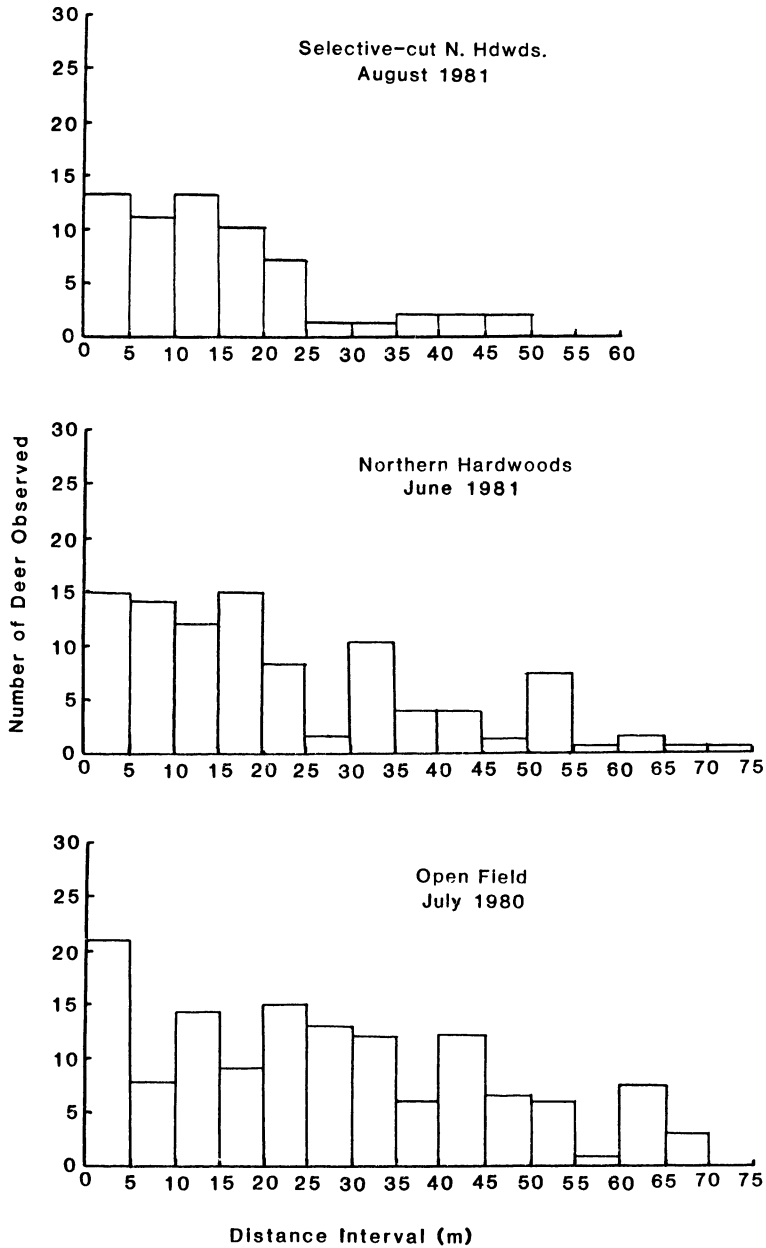 30
25
20
15
10
5
0
Selective-cut N. Hdwds.
August 1981
0 5 10 15 20 25 30 35 40 45 50 55 60
Number of Deer Observed
30
25
20
15
10
5
0
Northern Hardwoods
June 1981
0 5 10 15 20 25 30 35 40 45 50 55 60 65 70 75
30
25
20
15
10
5
0
Open Field
July 1980
0 5 10 15 20 25 30 35 40 45 50 55 60 65 70 75
Distance Interval (m)